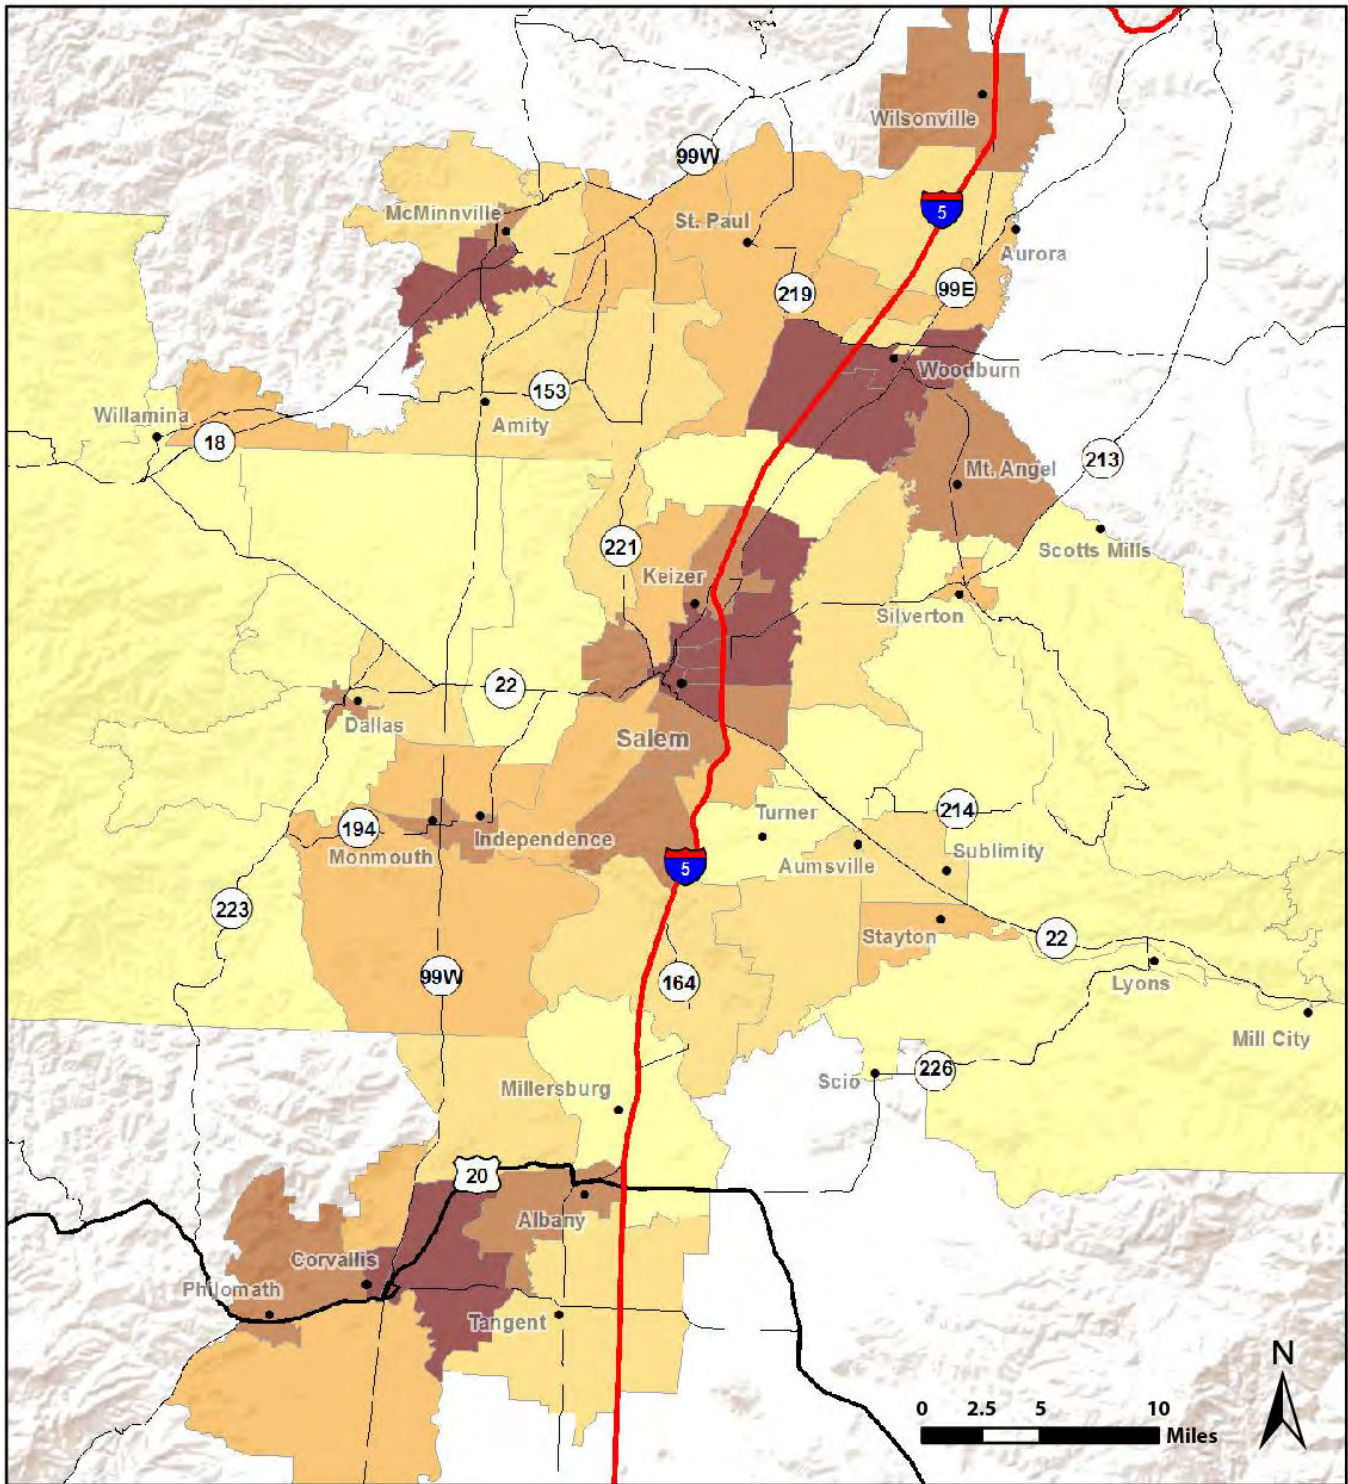 Wilsonville
99W
McMinnville
St. Paul
5
Aurora
219
99E
Woodburn
153
Willamina
Amity
18
213
Mt. Angel
221
Scotts Mills
Keizer
Silverton
22
Dallas
Salem
214
Turner
194
Independence
Monmouth
Aumsville
Sublimity
5
223
Stayton
22
99W
164
Lyons
Mill City
226
Scio
Millersburg
20
Albany
Corvallis
Philomath
Tangent
N
0 2.5 5 10
Miles